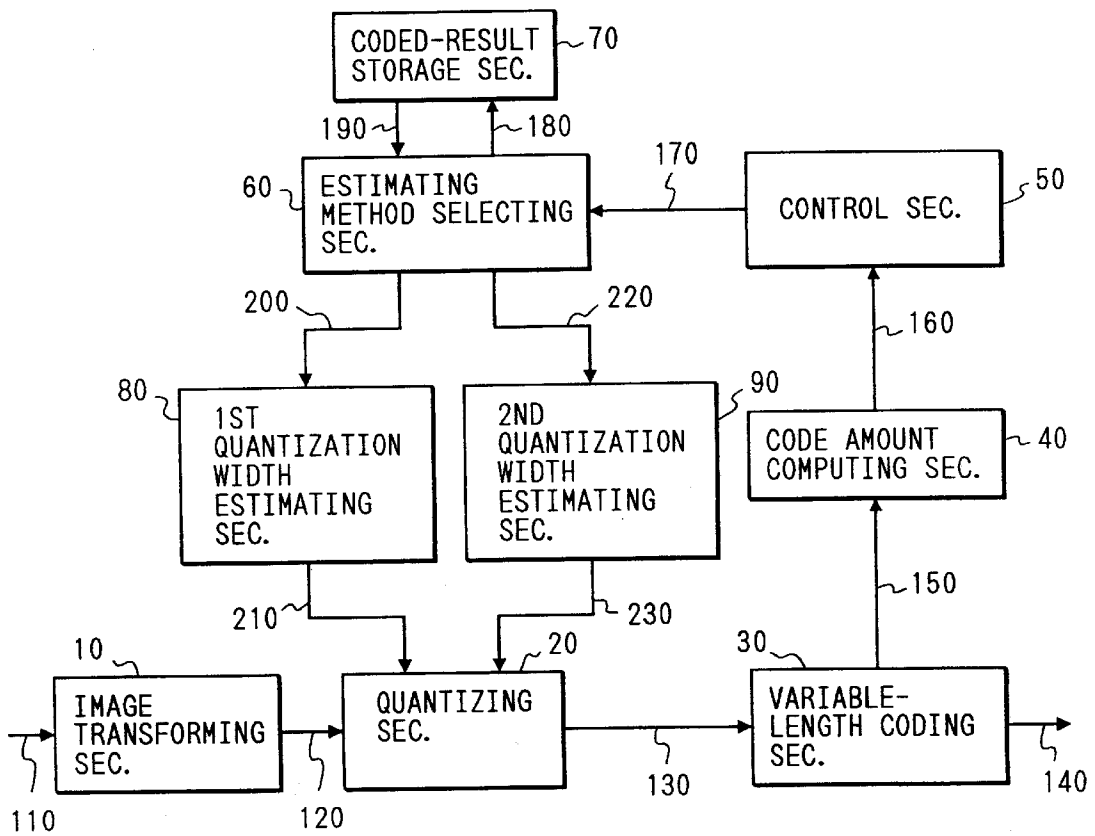 CODED-RESULT
STORAGE SEC.
70
190
180
60
ESTIMATING
METHOD SELECTING
SEC.
170
50
CONTROL SEC.
200
220
160
80
1ST
QUANTIZATION
WIDTH
ESTIMATING
SEC.
90
2ND
QUANTIZATION
WIDTH
ESTIMATING
SEC.
CODE AMOUNT
COMPUTING SEC.
40
210
230
150
10
IMAGE
TRANSFORMING
SEC.
20
QUANTIZING
SEC.
30
VARIABLE-
LENGTH CODING
SEC.
110
120
130
140